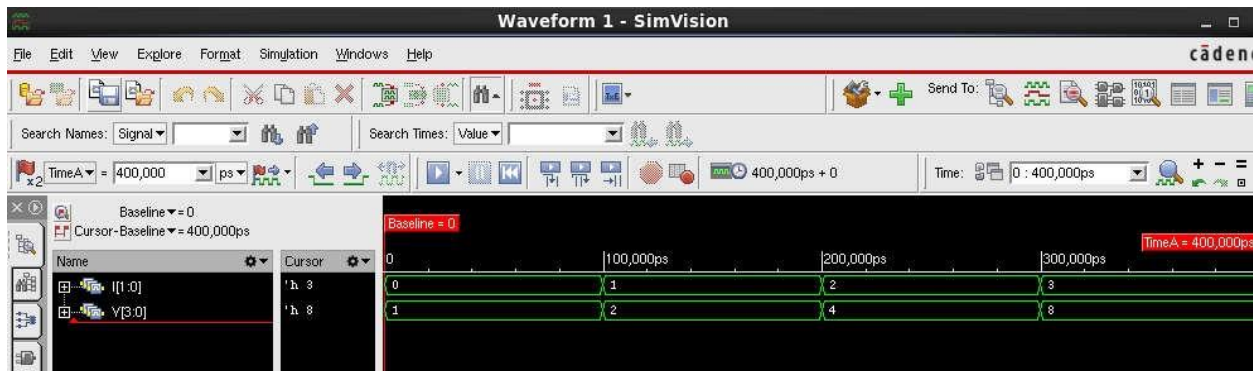 Waveform 1 - SimVision
File Edit View Explore Format Simulation Windows Help cāden
Send To:
Search Names: Signal Search Times: Value
x2 TimeA = 400,000 ps 400,000ps + 0 Time: 0 : 400,000ps
Baseline = 0
Cursor-Baseline = 400,000ps
Baseline = 0
TimeA = 400,000ps
Name Cursor 0 100,000ps 200,000ps 300,000ps
I[1:0] 'h 3 0 1 2 3
Y[3:0] 'h 8 1 2 4 8